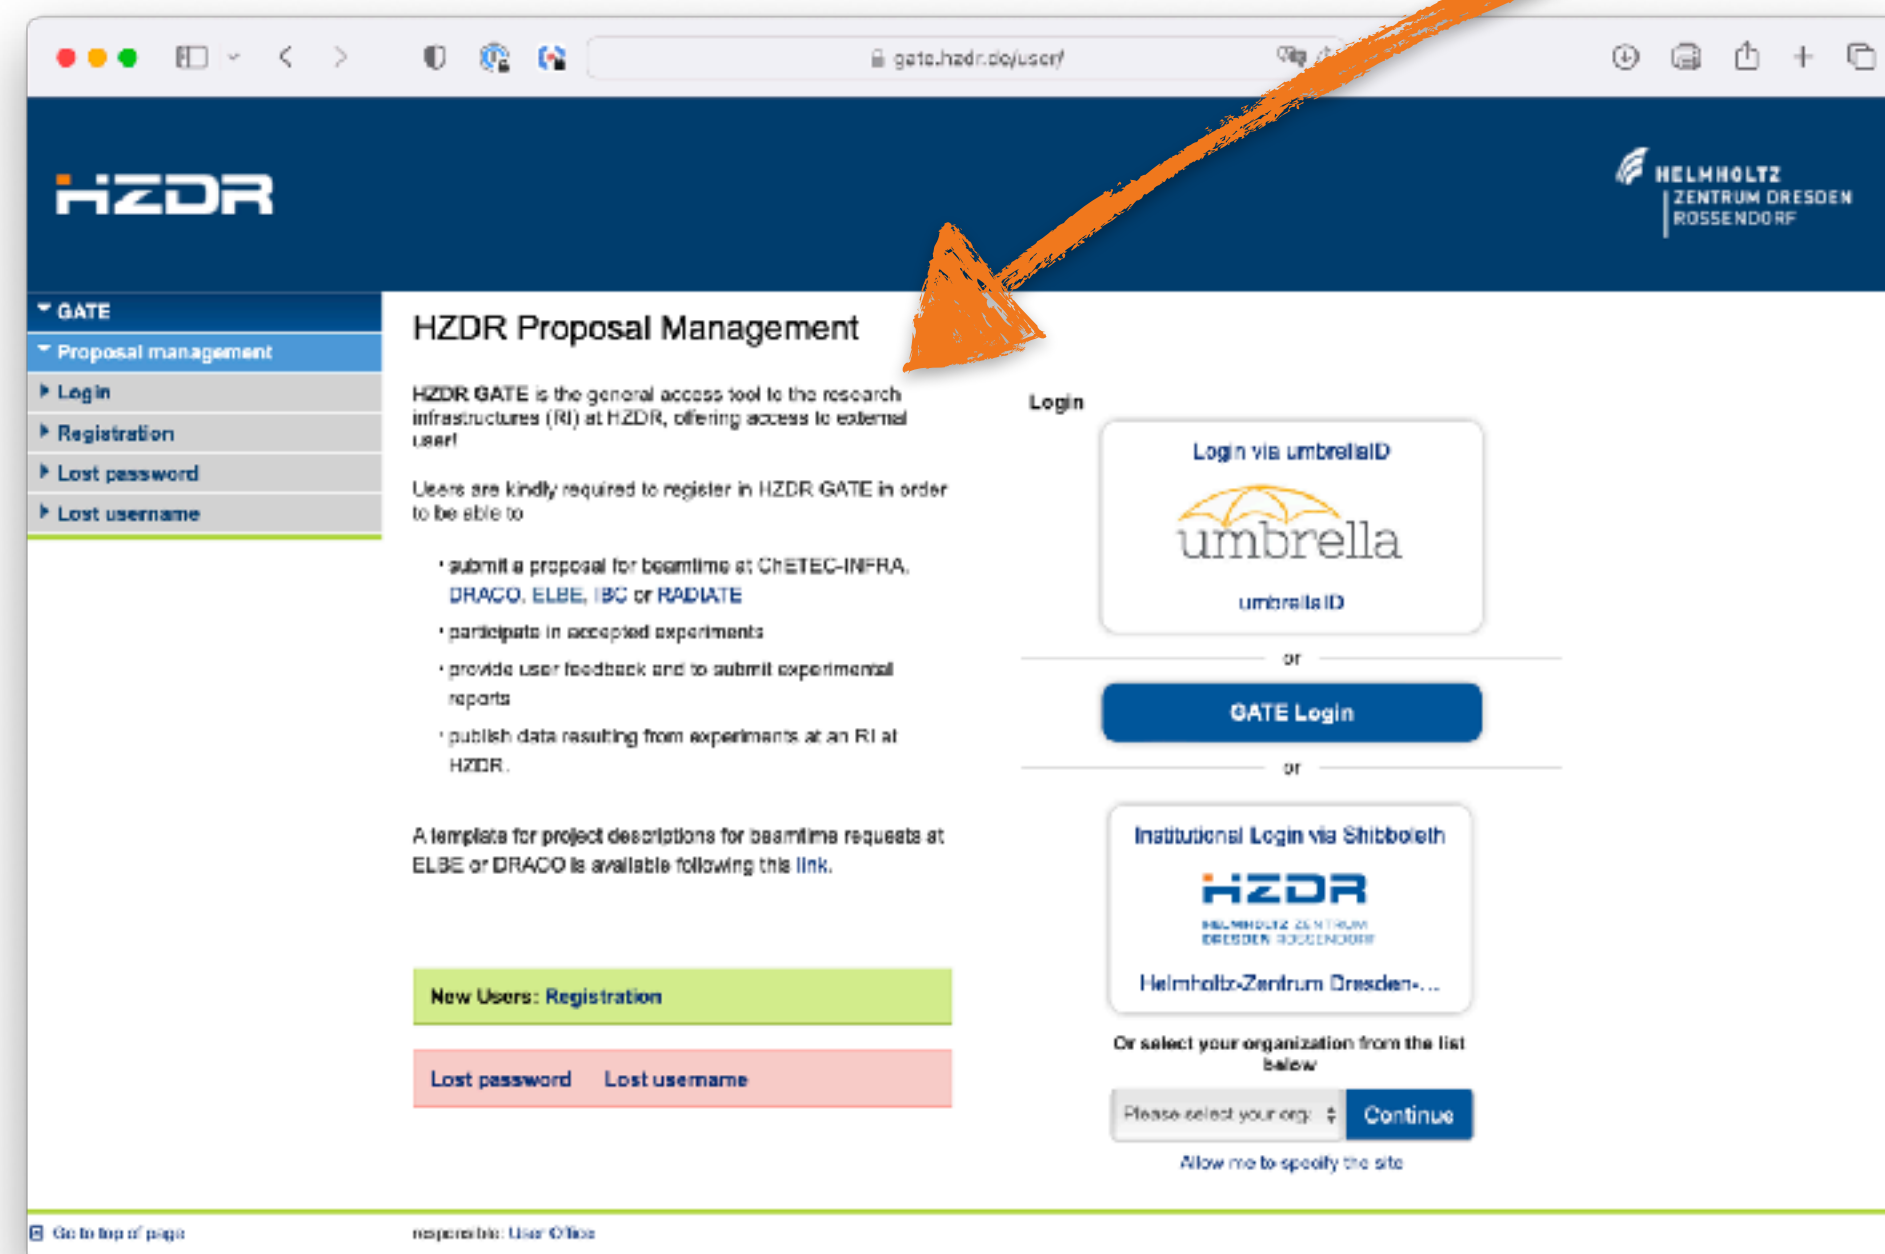 gate.hzdr.de/user/
HZDR
HELMHOLTZ
ZENTRUM DRESDEN
ROSSENDORF
GATE
Proposal management
Login
Registration
Lost password
Lost username
HZDR Proposal Management
HZDR GATE is the general access tool to the research
infrastructures (RI) at HZDR, offering access to external
user!
Users are kindly required to register in HZDR GATE in order
to be able to
• submit a proposal for beamtime at ChETEC-INFRA,
DRACO, ELBE, IBC or RADIATE
• participate in accepted experiments
• provide user feedback and to submit experimental
reports
• publish data resulting from experiments at an RI at
HZDR.
A template for project descriptions for beamtime requests at
ELBE or DRACO is available following this link.
New Users: Registration
Lost password Lost username
Login
Login via umbrellaID
umbrella
umbrellaID
or
GATE Login
or
Institutional Login via Shibboleth
HZDR
HELMHOLTZ ZENTRUM
DRESDEN ROSSENDORF
Helmholtz-Zentrum Dresden-...
Or select your organization from the list
below
Please select your org: Continue
Allow me to specify the site
Go to top of page
responsible: User Office